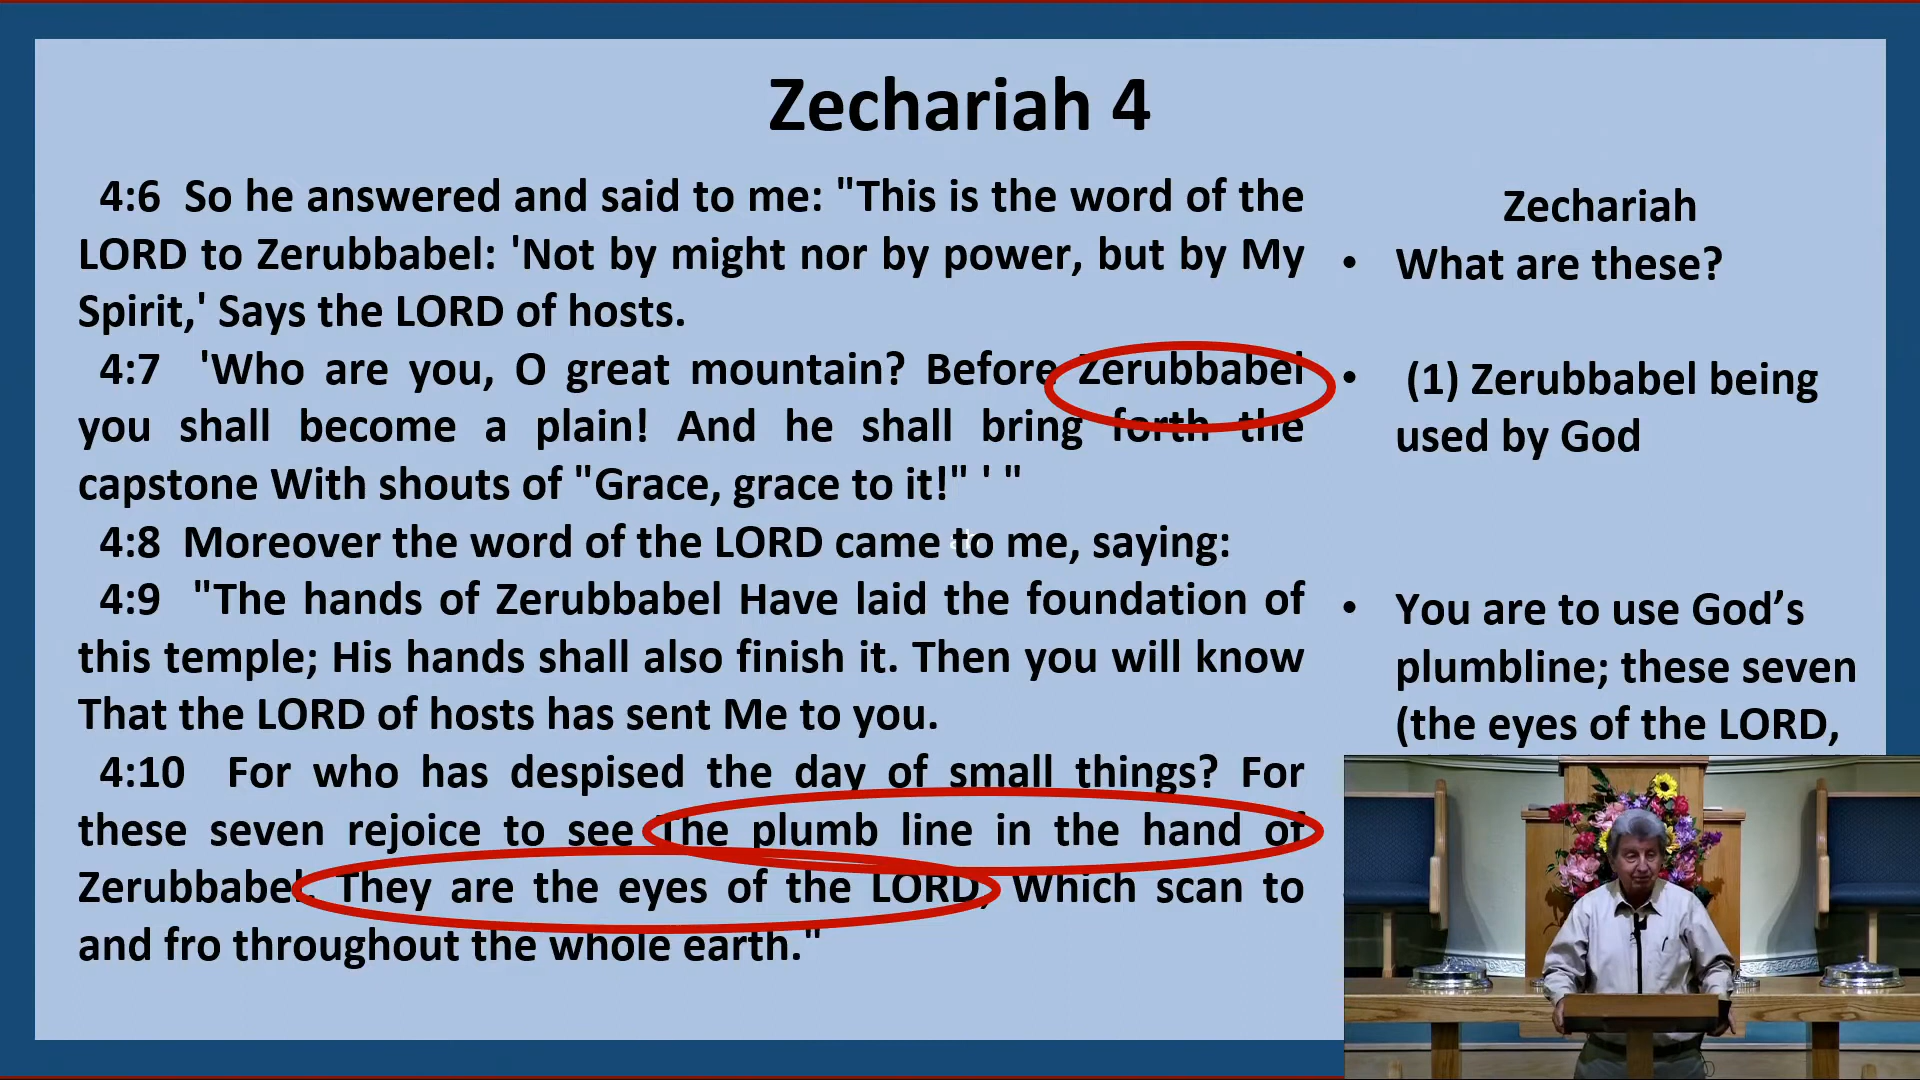 Zechariah 4
4:6 So he answered and said to me: "This is the word of the
LORD to Zerubbabel: 'Not by might nor by power, but by My
Spirit,' Says the LORD of hosts.
4:7 'Who are you, O great mountain? Before Zerubbabel
you shall become a plain! And he shall bring forth the
capstone With shouts of "Grace, grace to it!" ' "
4:8 Moreover the word of the LORD came to me, saying:
4:9 "The hands of Zerubbabel Have laid the foundation of
this temple; His hands shall also finish it. Then you will know
That the LORD of hosts has sent Me to you.
4:10 For who has despised the day of small things? For
these seven rejoice to see The plumb line in the hand of
Zerubbabel. They are the eyes of the LORD, Which scan to
and fro throughout the whole earth."
Zechariah
• What are these?
• (1) Zerubbabel being
used by God
• You are to use God’s
plumbline; these seven
(the eyes of the LORD,